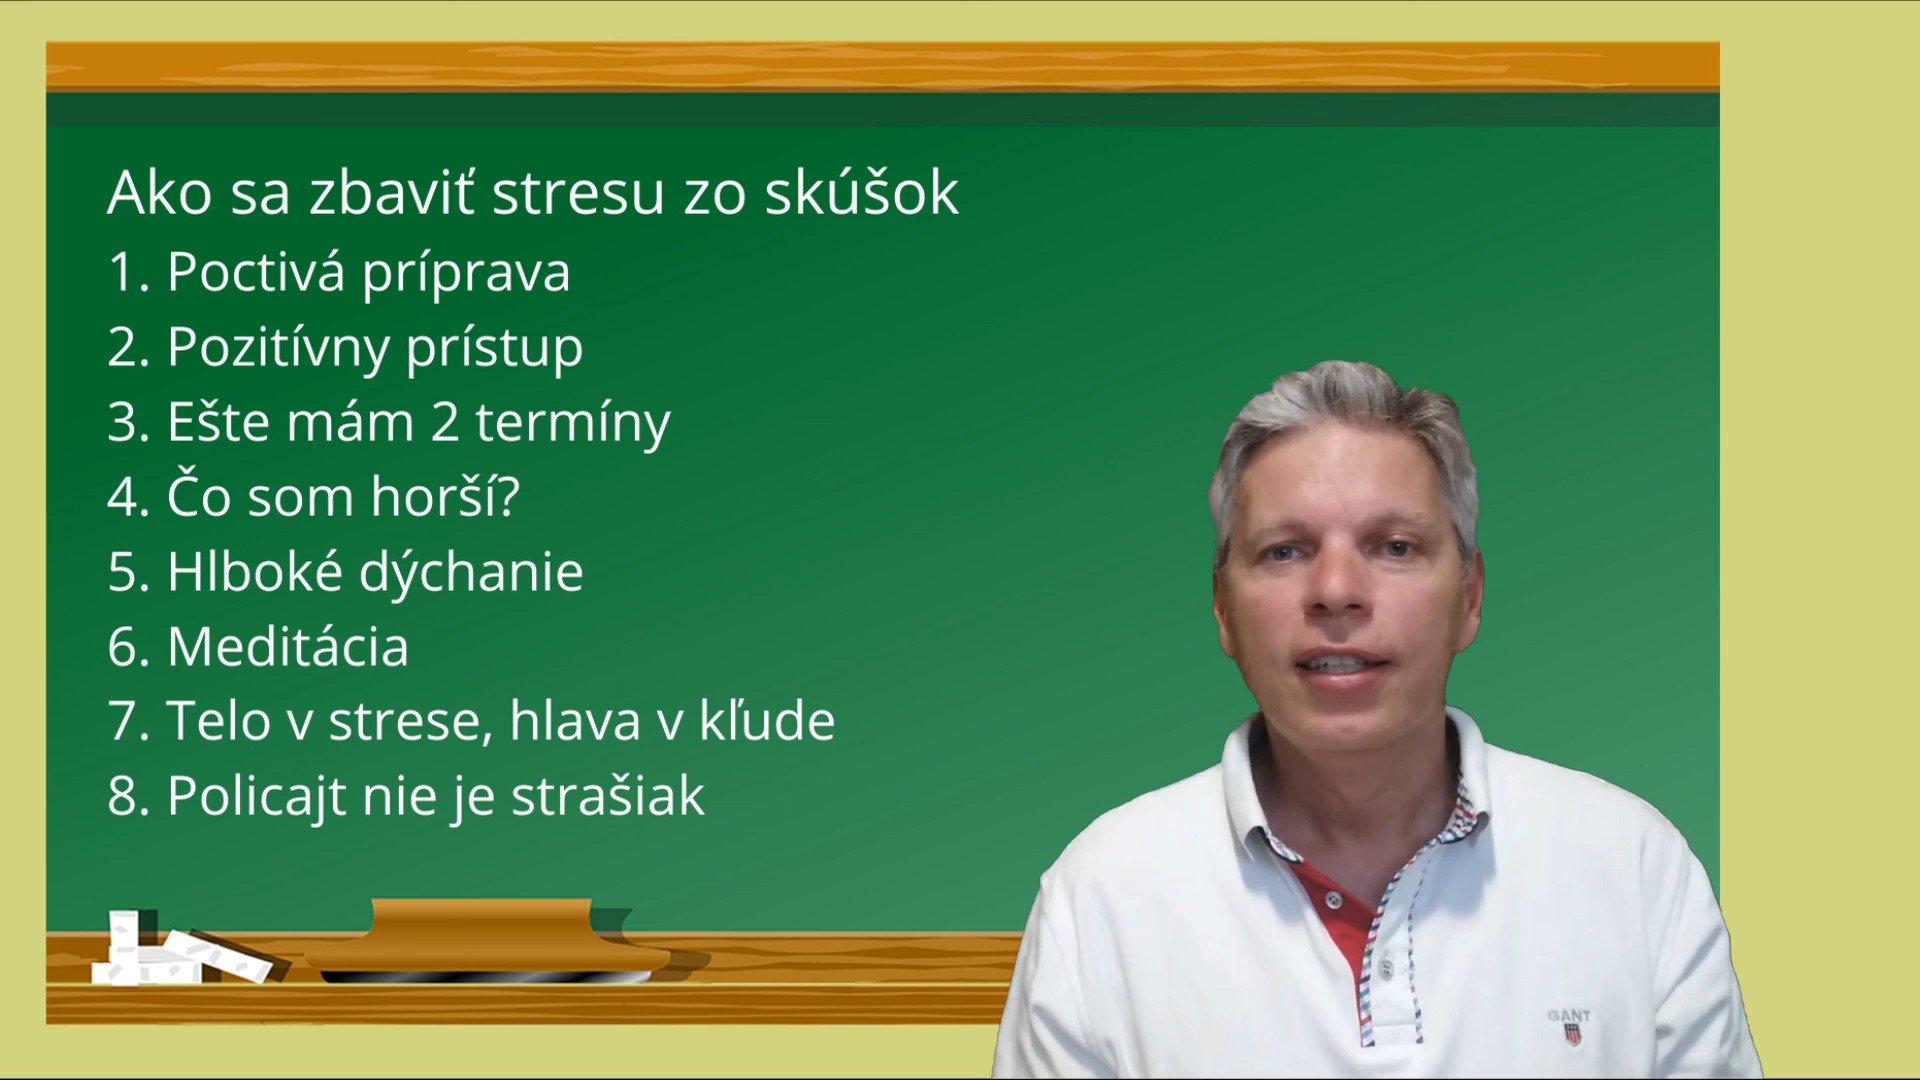 Ako sa zbaviť stresu zo skúšok
1. Poctivá príprava
2. Pozitívny prístup
3. Ešte mám 2 termíny
4. Čo som horší?
5. Hlboké dýchanie
6. Meditácia
7. Telo v strese, hlava v kľude
8. Policajt nie je strašiak
GANT